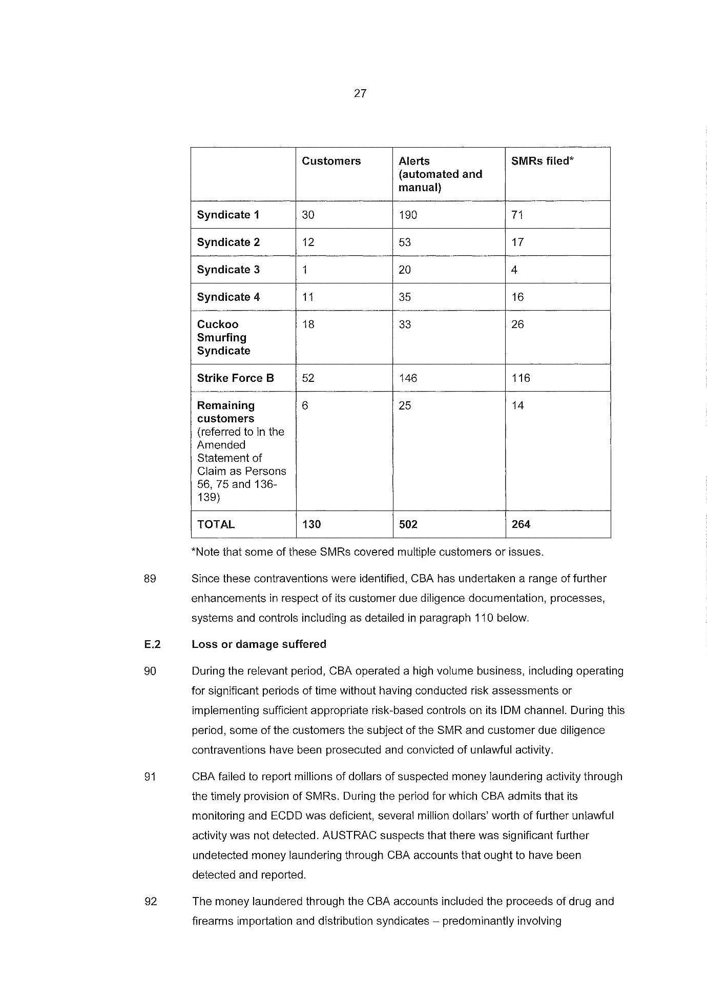 27
Customers
Alerts
(automated and
manual)
SMRs filed*
Syndicate 1
30
190
71
Syndicate 2
12
53
17
Syndicate 3
1
20
4
Syndicate 4
11
35
16
Cuckoo
Smurfing
Syndicate
18
33
26
Strike Force B
52
146
116
Remaining
customers
(referred to in the
Amended
Statement of
Claim as Persons
56, 75 and 136-
139)
6
25
14
TOTAL
130
502
264
*Note that some of these SMRs covered multiple customers or issues.
89 Since these contraventions were identified, CBA has undertaken a range of further
enhancements in respect of its customer due diligence documentation, processes,
systems and controls including as detailed in paragraph 110 below.
E.2 Loss or damage suffered
90 During the relevant period, CBA operated a high volume business, including operating
for significant periods of time without having conducted risk assessments or
implementing sufficient appropriate risk-based controls on its IDM channel. During this
period, some of the customers the subject of the SMR and customer due diligence
contraventions have been prosecuted and convicted of unlawful activity.
91 CBA failed to report millions of dollars of suspected money laundering activity through
the timely provision of SMRs. During the period for which CBA admits that its
monitoring and ECDD was deficient, several million dollars' worth of further unlawful
activity was not detected. AUSTRAC suspects that there was significant further
undetected money laundering through CBA accounts that ought to have been
detected and reported.
92 The money laundered through the CBA accounts included the proceeds of drug and
firearms importation and distribution syndicates – predominantly involving